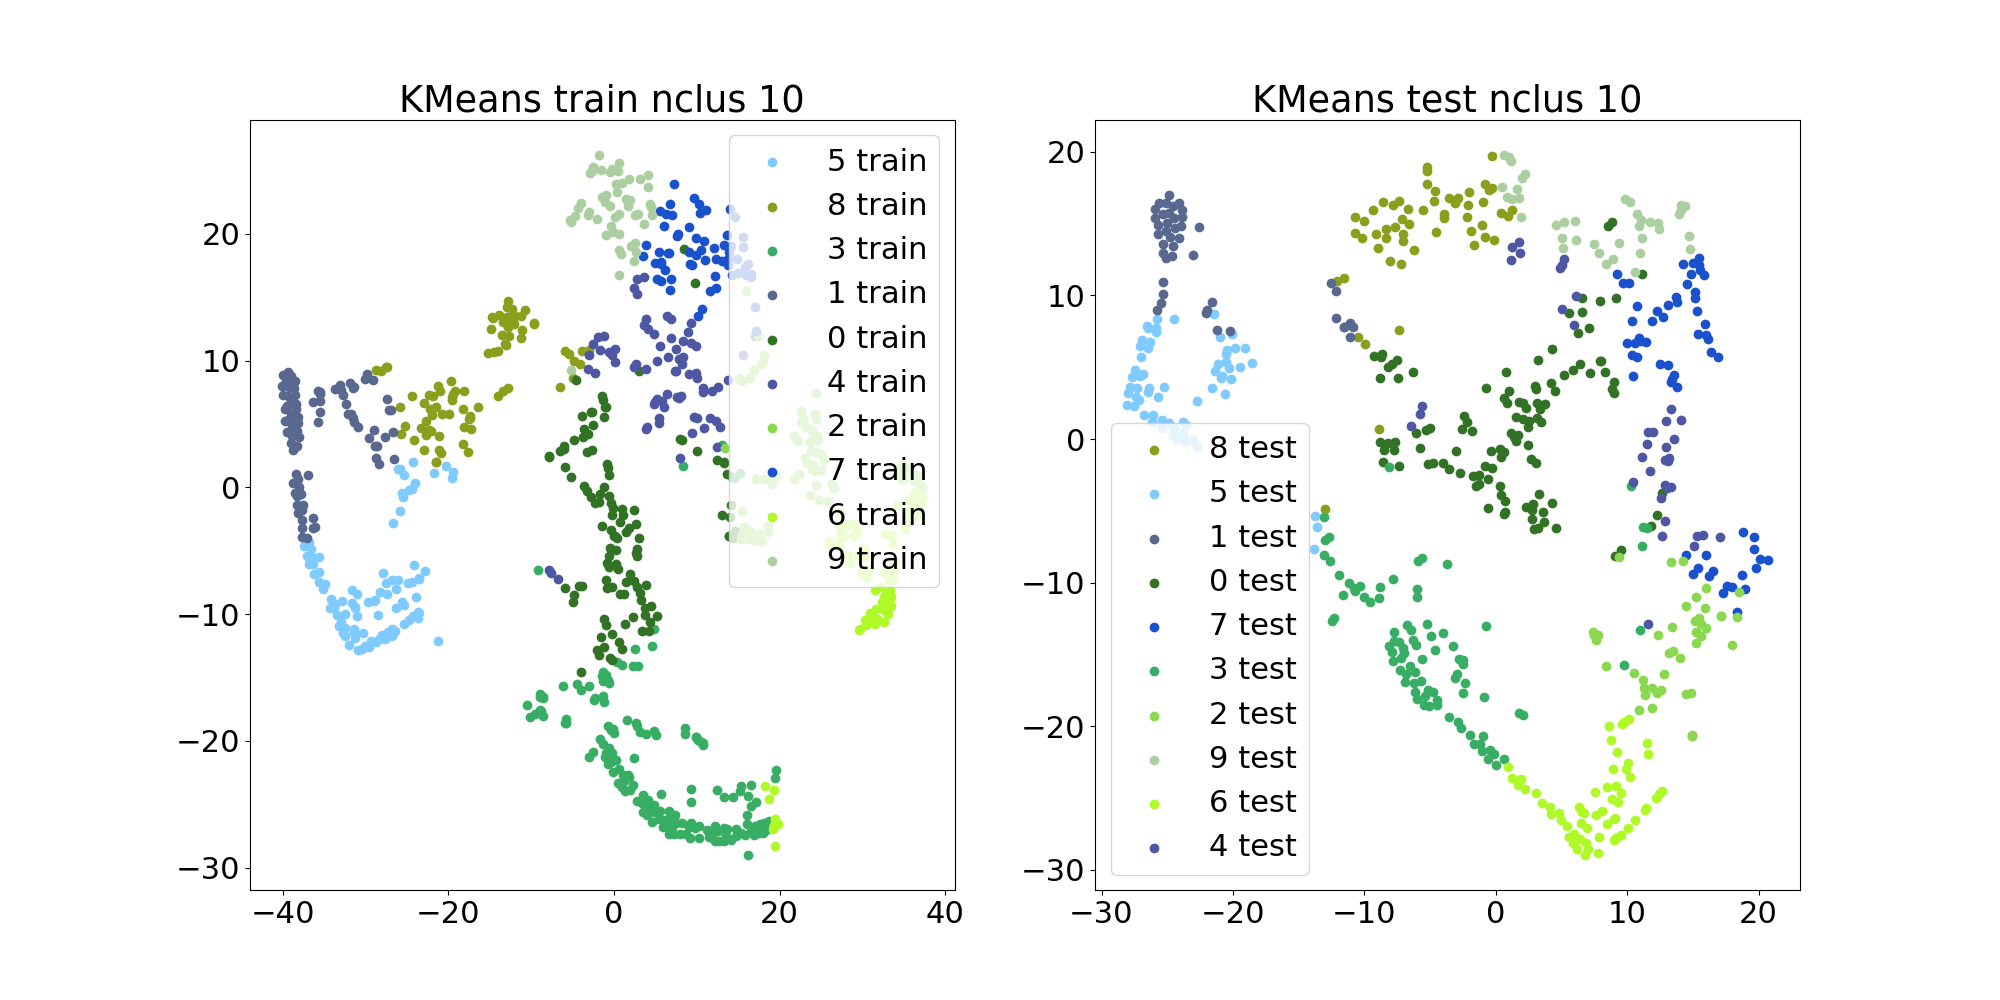 KMeans train nclus 10
20
10
0
−10
−20
−30
−40
−20
0
20
40
5 train
8 train
3 train
1 train
0 train
4 train
2 train
7 train
6 train
9 train
KMeans test nclus 10
20
10
0
−10
−20
−30
−30
−20
−10
0
10
20
8 test
5 test
1 test
0 test
7 test
3 test
2 test
9 test
6 test
4 test